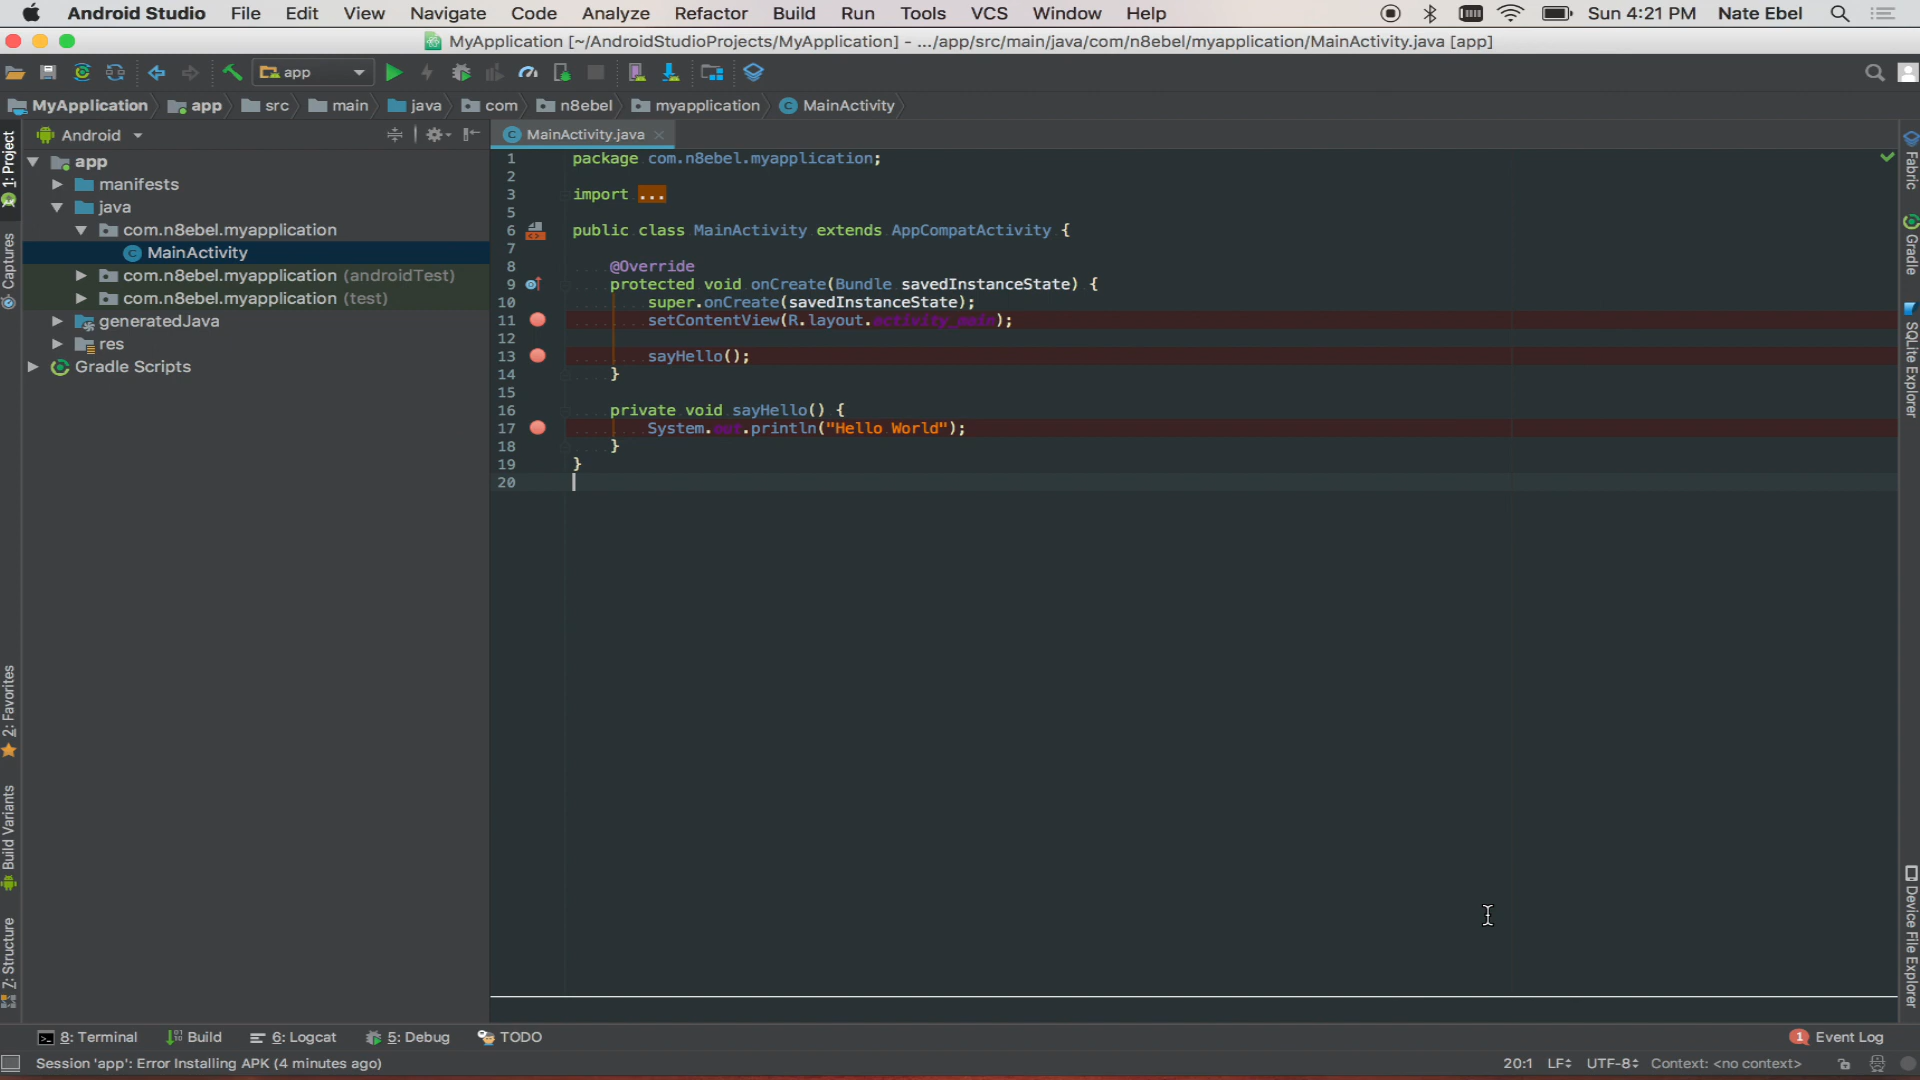 Android Studio File Edit View Navigate Code Analyze Refactor Build Run Tools VCS Window Help Sun 4:21 PM Nate Ebel
MyApplication [~/AndroidStudioProjects/MyApplication] - .../app/src/main/java/com/n8ebel/myapplication/MainActivity.java [app]
app
MyApplication app src main java com n8ebel myapplication MainActivity
Android
MainActivity.java
1: Project
Captures
2: Favorites
Build Variants
Z: Structure
app
manifests
java
com.n8ebel.myapplication
MainActivity
com.n8ebel.myapplication (androidTest)
com.n8ebel.myapplication (test)
generatedJava
res
Gradle Scripts
1 package com.n8ebel.myapplication;
2
3 import ...
5
6 public class MainActivity extends AppCompatActivity {
7
8 @Override
9 protected void onCreate(Bundle savedInstanceState) {
10 super.onCreate(savedInstanceState);
11 setContentView(R.layout.activity_main);
12
13 sayHello();
14 }
15
16 private void sayHello() {
17 System.out.println("Hello World");
18 }
19 }
20
Fabric
Gradle
SQLite Explorer
Device File Explorer
8: Terminal Build 6: Logcat 5: Debug TODO 1 Event Log
Session 'app': Error Installing APK (4 minutes ago) 20:1 LF UTF-8 Context: <no context>